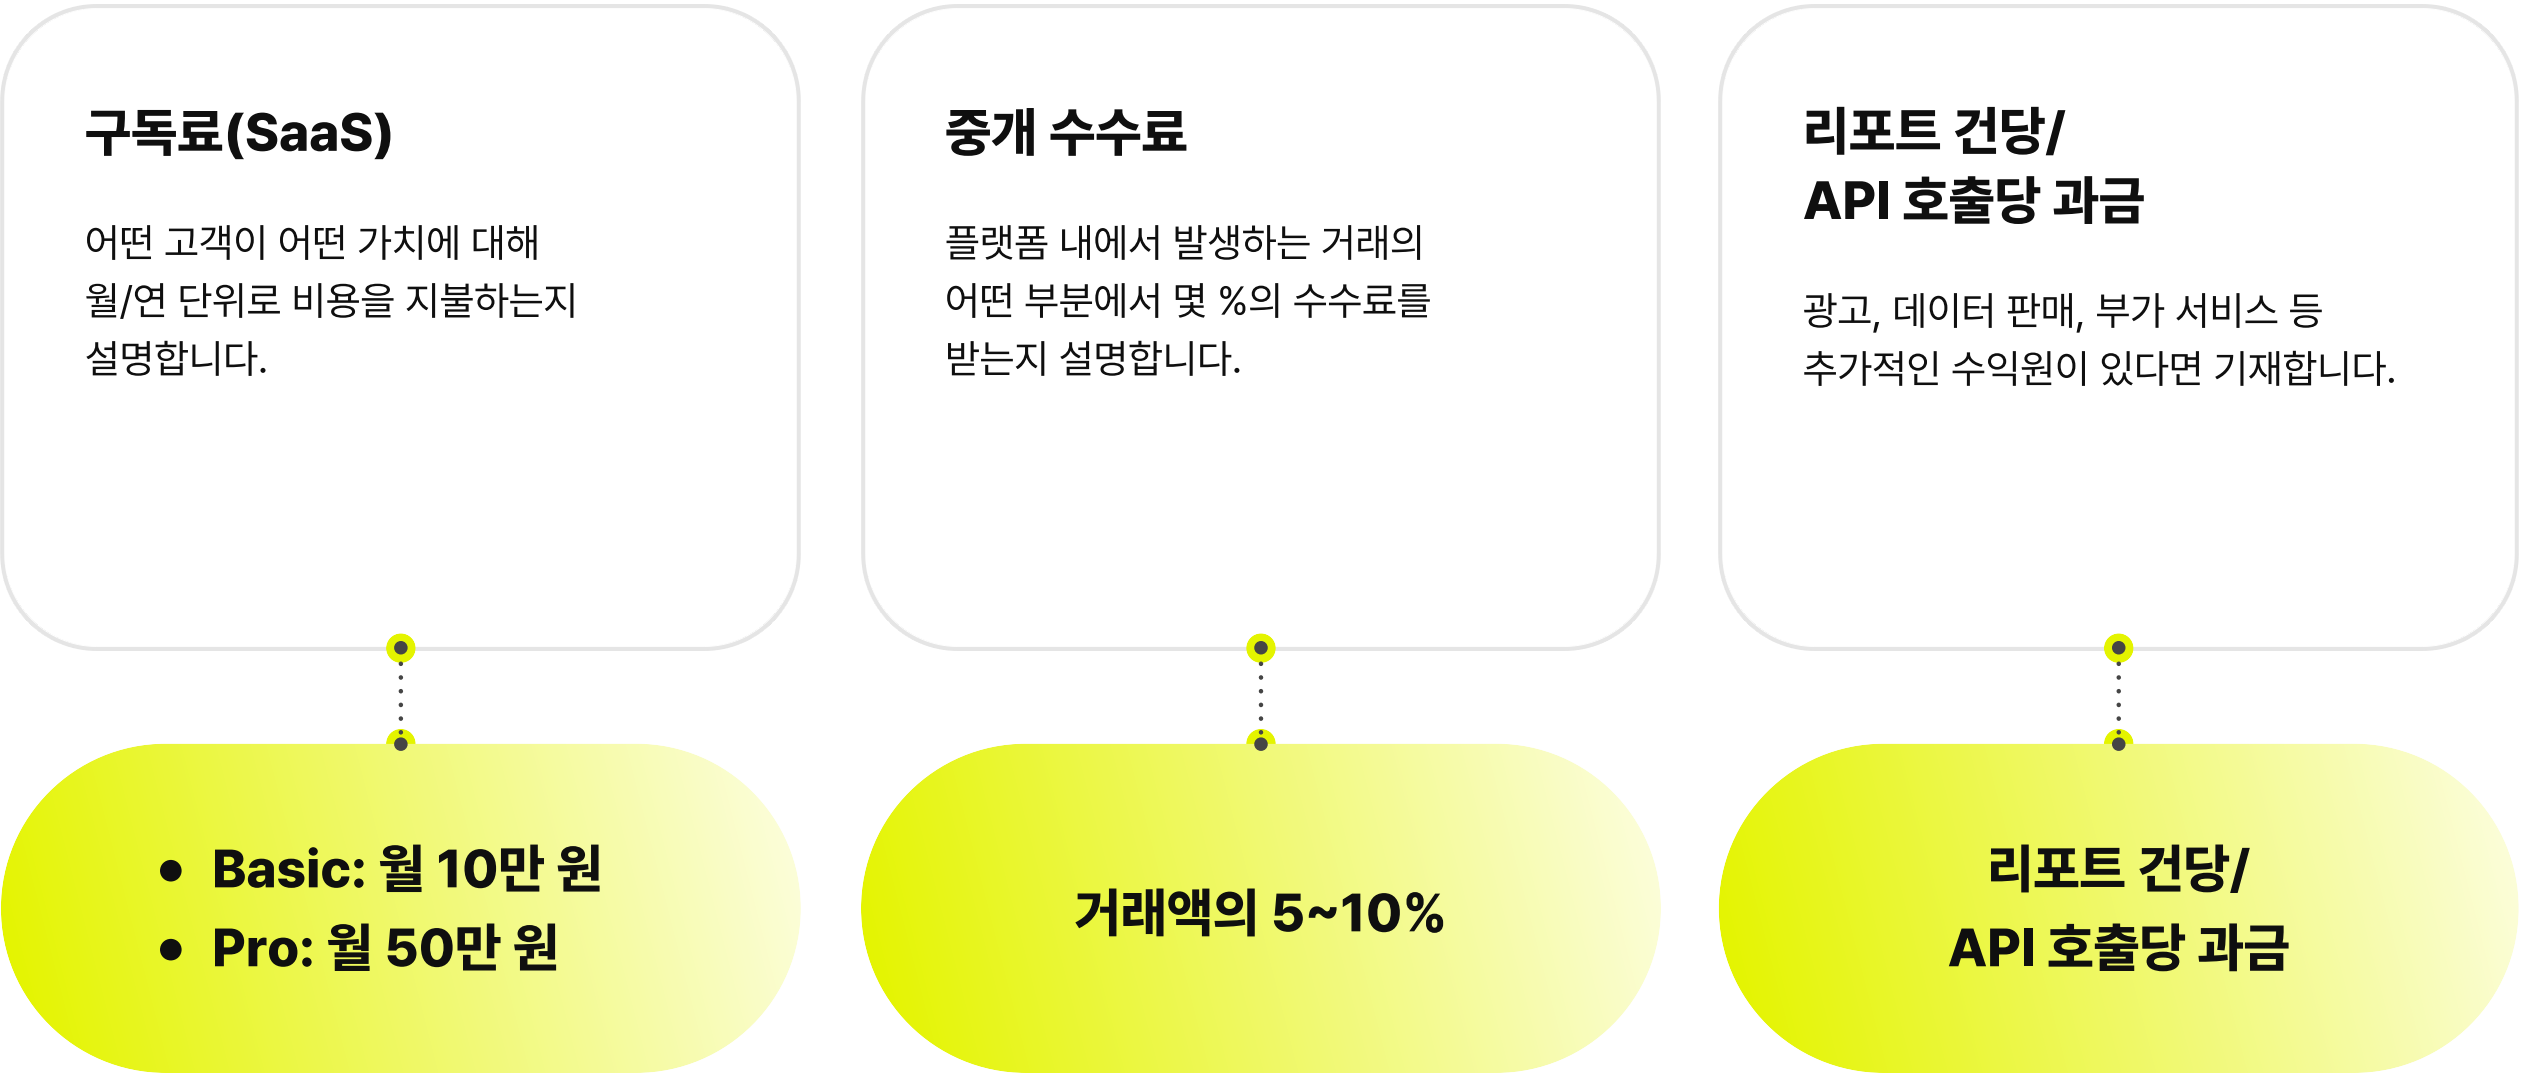 구독료(SaaS)
어떤 고객이 어떤 가치에 대해
월/연 단위로 비용을 지불하는지
설명합니다.
• Basic: 월 10만 원
• Pro: 월 50만 원
중개 수수료
플랫폼 내에서 발생하는 거래의
어떤 부분에서 몇 %의 수수료를
받는지 설명합니다.
거래액의 5~10%
리포트 건당/
API 호출당 과금
광고, 데이터 판매, 부가 서비스 등
추가적인 수익원이 있다면 기재합니다.
리포트 건당/
API 호출당 과금